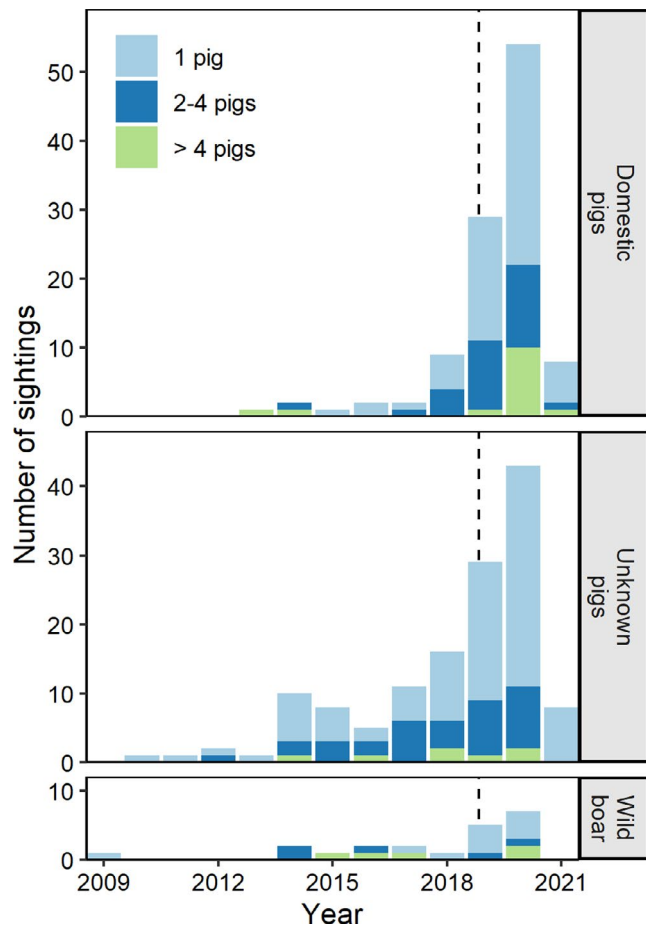 1 pig
2-4 pigs
> 4 pigs
50
40
30
20
10
0
Domestic
pigs
Number of sightings
40
30
20
10
0
Unknown
pigs
10
0
Wild
boar
2009 2012 2015 2018 2021
Year